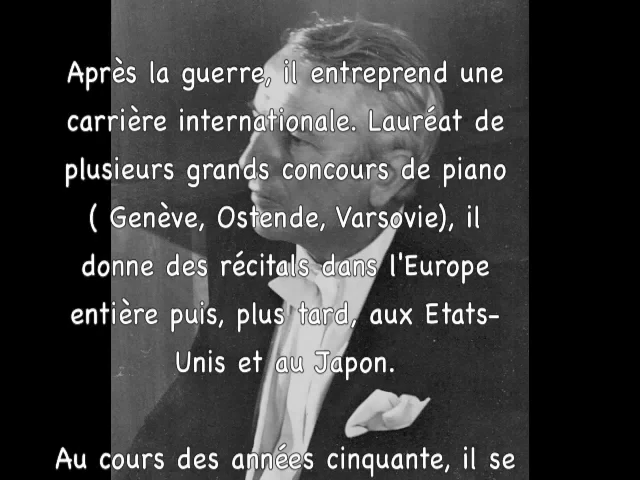 Après la guerre, il entreprend une
carrière internationale. Lauréat de
plusieurs grands concours de piano
( Genève, Ostende, Varsovie), il
donne des récitals dans l'Europe
entière puis, plus tard, aux Etats-
Unis et au Japon.
Au cours des années cinquante, il se